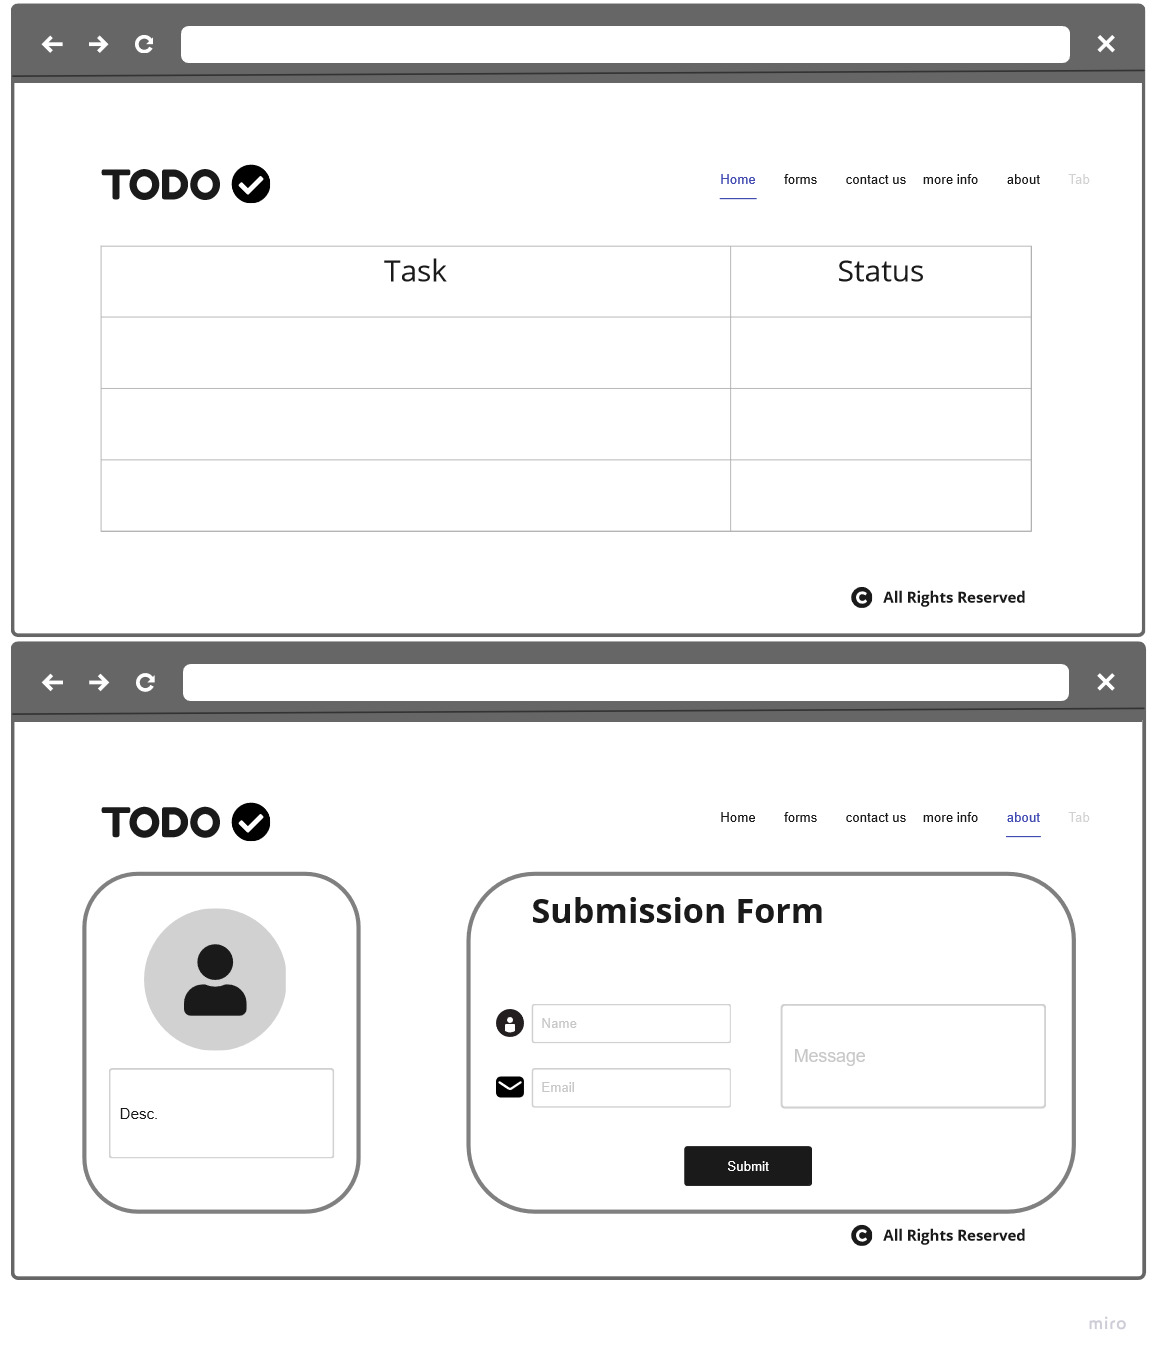 TODO
Home forms contact us more info about Tab
Task Status
All Rights Reserved
TODO
Home forms contact us more info about Tab
Submission Form
Name
Message
Email
Desc.
Submit
All Rights Reserved
miro